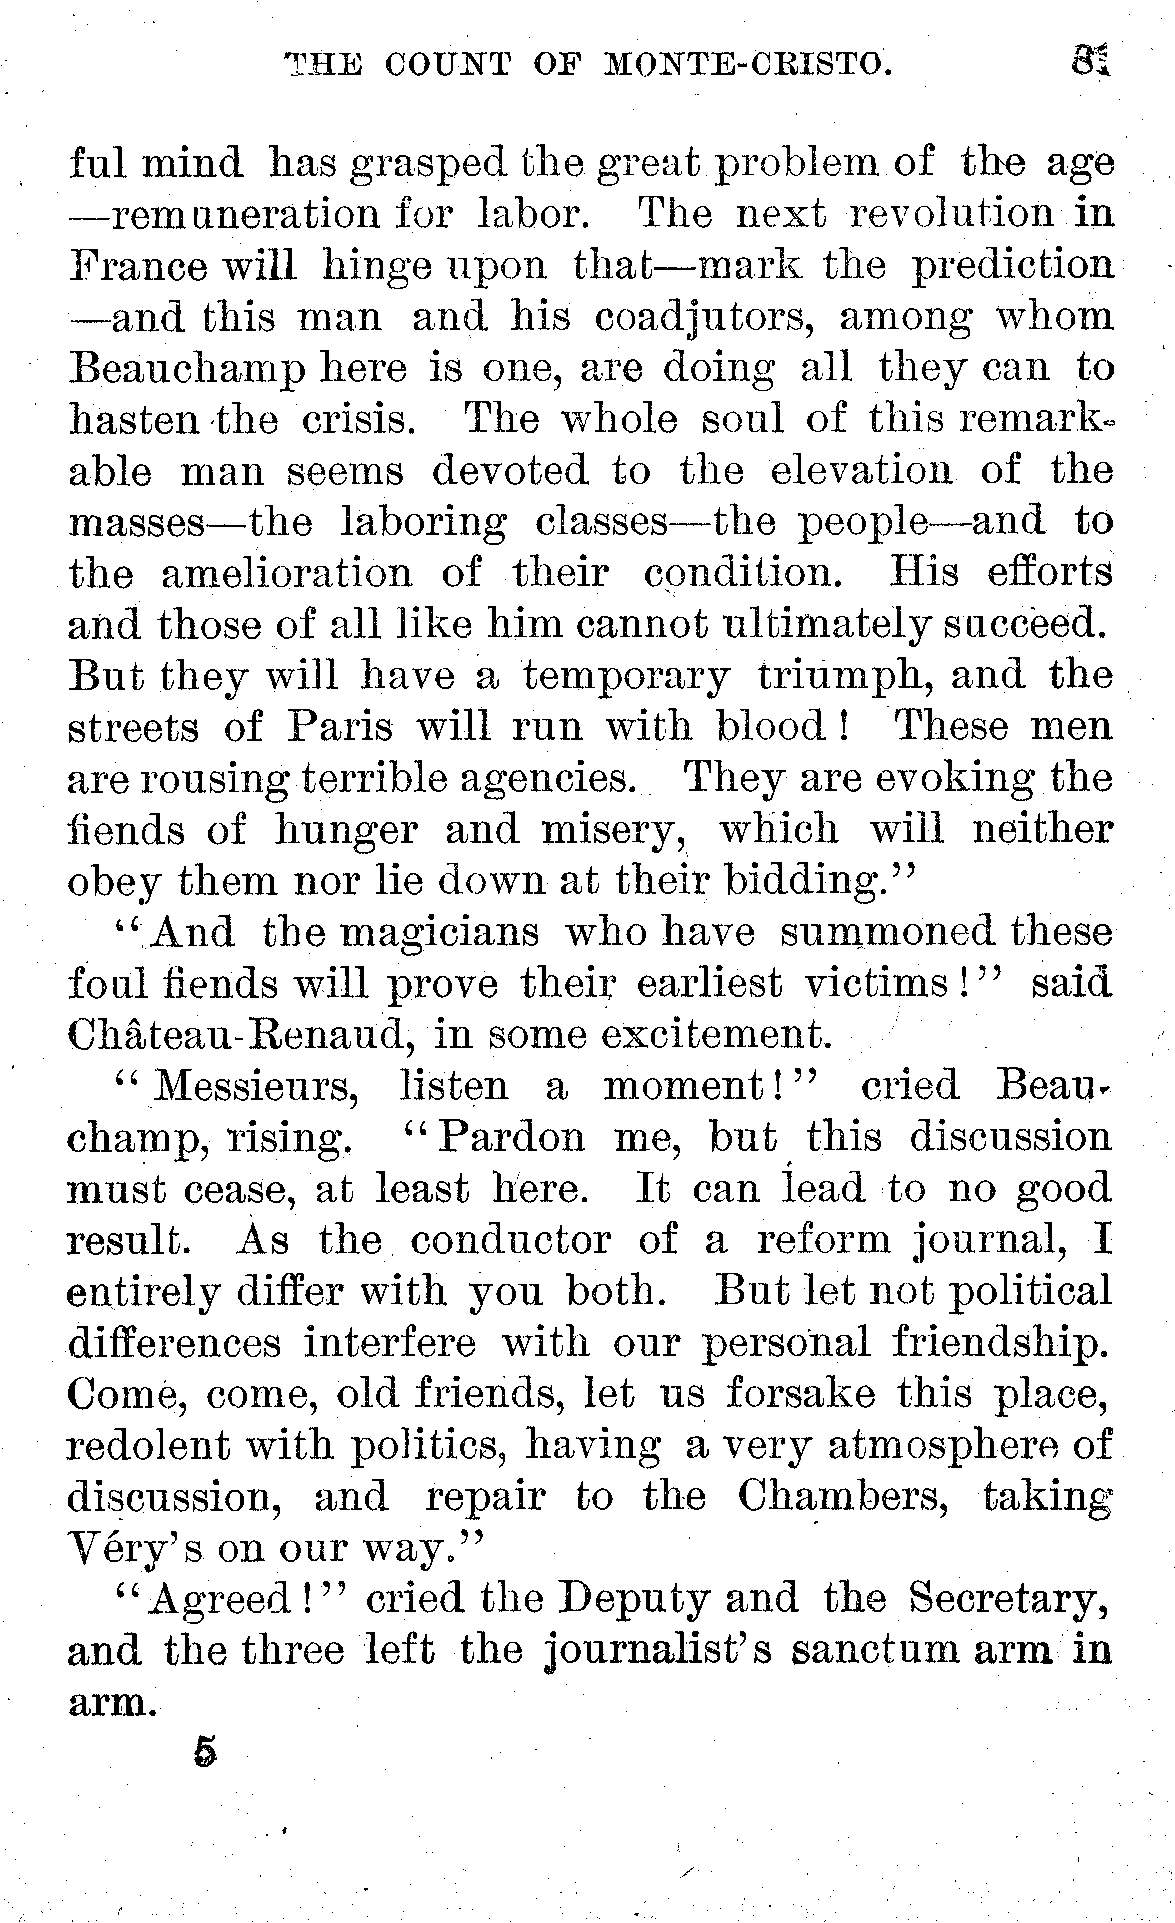 THE COUNT OF MONTE-CRISTO. 81
ful mind has grasped the great problem of the age
—remuneration for labor. The next revolution in
France will hinge upon that—mark the prediction
—and this man and his coadjutors, among whom
Beauchamp here is one, are doing all they can to
hasten the crisis. The whole soul of this remark-
able man seems devoted to the elevation of the
masses—the laboring classes—the people—and to
the amelioration of their condition. His efforts
and those of all like him cannot ultimately succeed.
But they will have a temporary triumph, and the
streets of Paris will run with blood! These men
are rousing terrible agencies. They are evoking the
fiends of hunger and misery, which will neither
obey them nor lie down at their bidding."
"And the magicians who have summoned these
foul fiends will prove their earliest victims!" said
Château-Renaud, in some excitement.
"Messieurs, listen a moment!" cried Beau-
champ, rising. "Pardon me, but this discussion
must cease, at least here. It can lead to no good
result. As the conductor of a reform journal, I
entirely differ with you both. But let not political
differences interfere with our personal friendship.
Come, come, old friends, let us forsake this place,
redolent with politics, having a very atmosphere of
discussion, and repair to the Chambers, taking
Véry's on our way."
"Agreed!" cried the Deputy and the Secretary,
and the three left the journalist's sanctum arm in
arm.
5